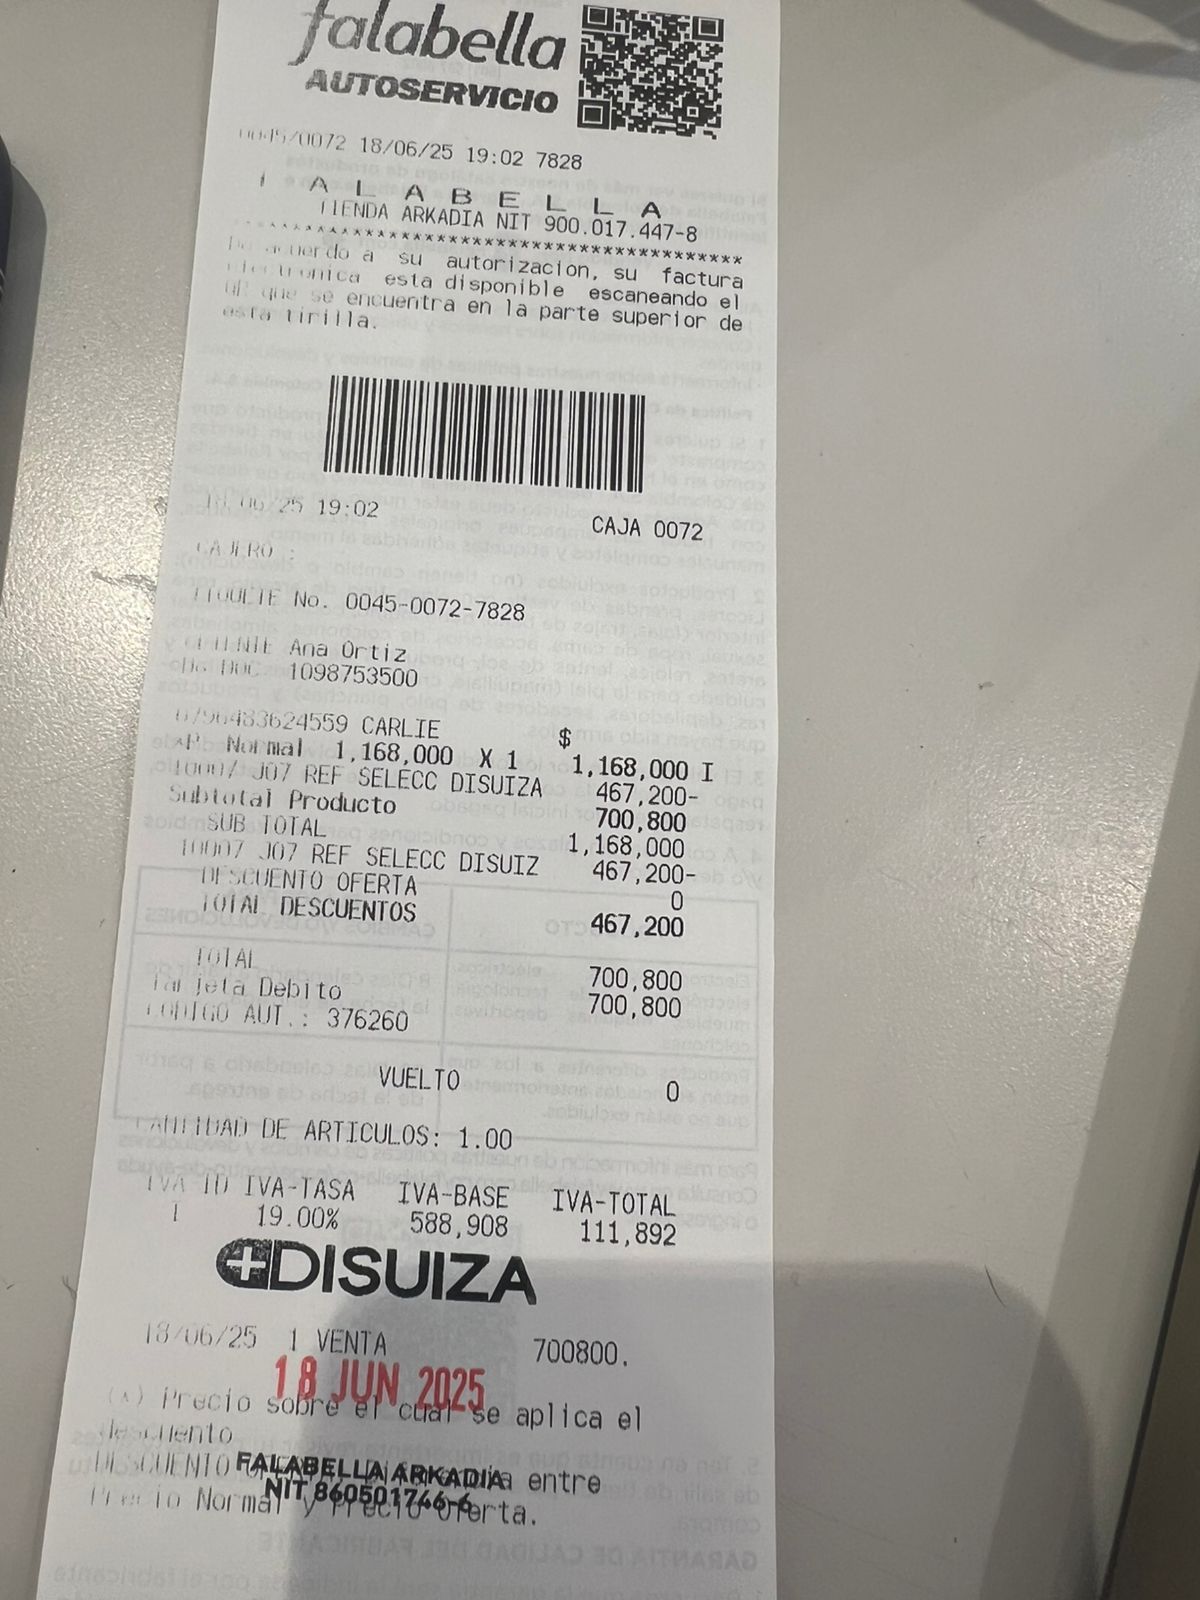 falabella
AUTOSERVICIO
0045/0072 18/06/25 19:02 7828
F A L A B E L L A
TIENDA ARKADIA NIT 900.017.447-8
******************************************
De acuerdo a su autorizacion, su factura
electronica esta disponible escaneando el
QR que se encuentra en la parte superior de
esta tirilla.
18/06/25 19:02 CAJA 0072
CAJERO :
TIQUETE No. 0045-0072-7828
CLIENTE Ana Ortiz
DOC 1098753500
CARLIE $
*P Normal 1,168,000 X 1 1,168,000 I
10007 J07 REF SELECC DISUIZA 467,200-
Subtotal Producto 700,800
SUB TOTAL 1,168,000
10007 J07 REF SELECC DISUIZ 467,200-
DESCUENTO OFERTA 0
TOTAL DESCUENTOS 467,200
TOTAL 700,800
Tarjeta Debito 700,800
CODIGO AUT.: 376260
VUELTO 0
CANTIDAD DE ARTICULOS: 1.00
IVA ID IVA-TASA IVA-BASE IVA-TOTAL
I 19.00% 588,908 111,892
DISUIZA
18/06/25 1 VENTA 700800.
18 JUN 2025
(*) Precio sobre el cual se aplica el
descuento
DESCUENTO entre
FALABELLA ARKADIA
NIT 860501746-6
Precio Normal y Precio Oferta.